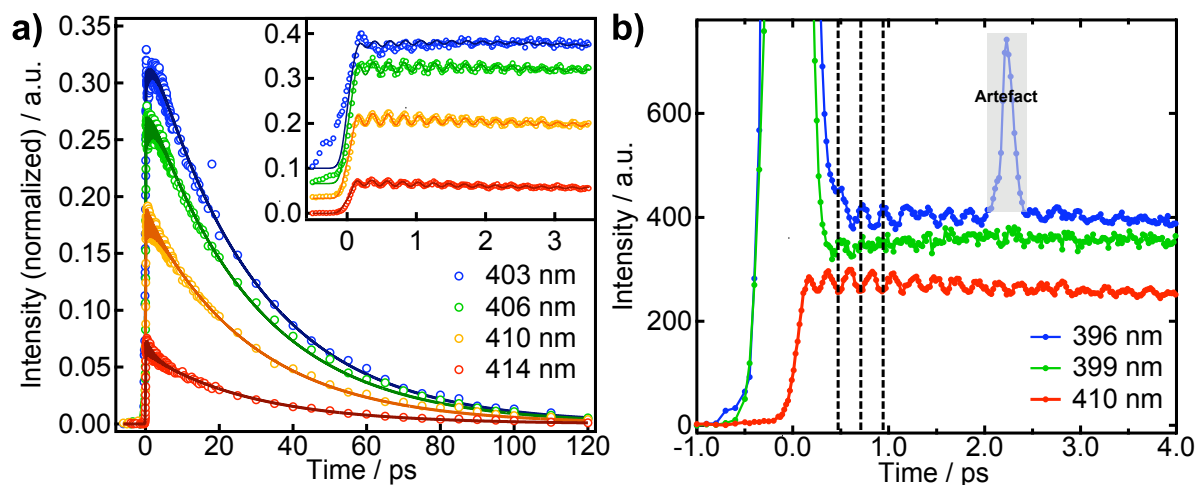 a)
Intensity (normalized) / a.u.
0.35
0.30
0.25
0.20
0.15
0.10
0.05
0.00
0
20
40
60
80
100
120
Time / ps
0.4
0.3
0.2
0.1
0.0
0
1
2
3
403 nm
406 nm
410 nm
414 nm
b)
Intensity / a.u.
600
400
200
0
-1.0
0.0
1.0
2.0
3.0
4.0
Time / ps
Artefact
396 nm
399 nm
410 nm